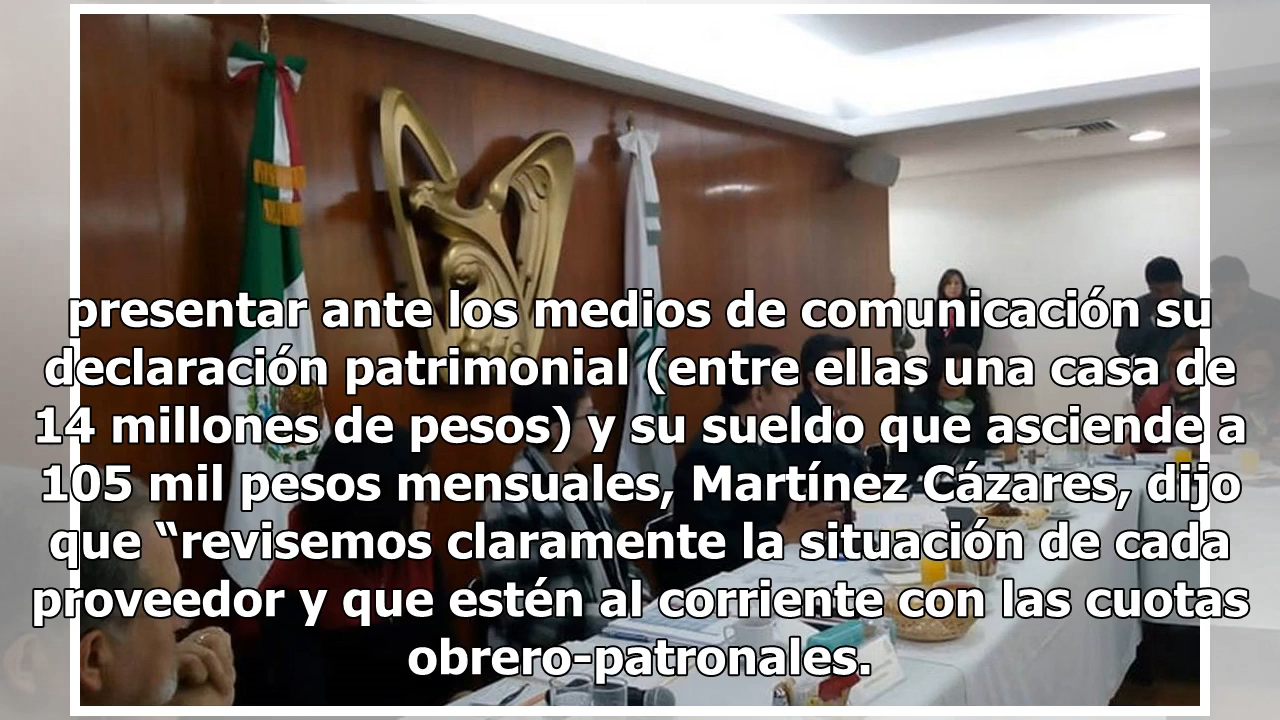 presentar ante los medios de comunicación su
declaración patrimonial (entre ellas una casa de
14 millones de pesos) y su sueldo que asciende a
105 mil pesos mensuales, Martínez Cázares, dijo
que “revisemos claramente la situación de cada
proveedor y que estén al corriente con las cuotas
obrero-patronales.